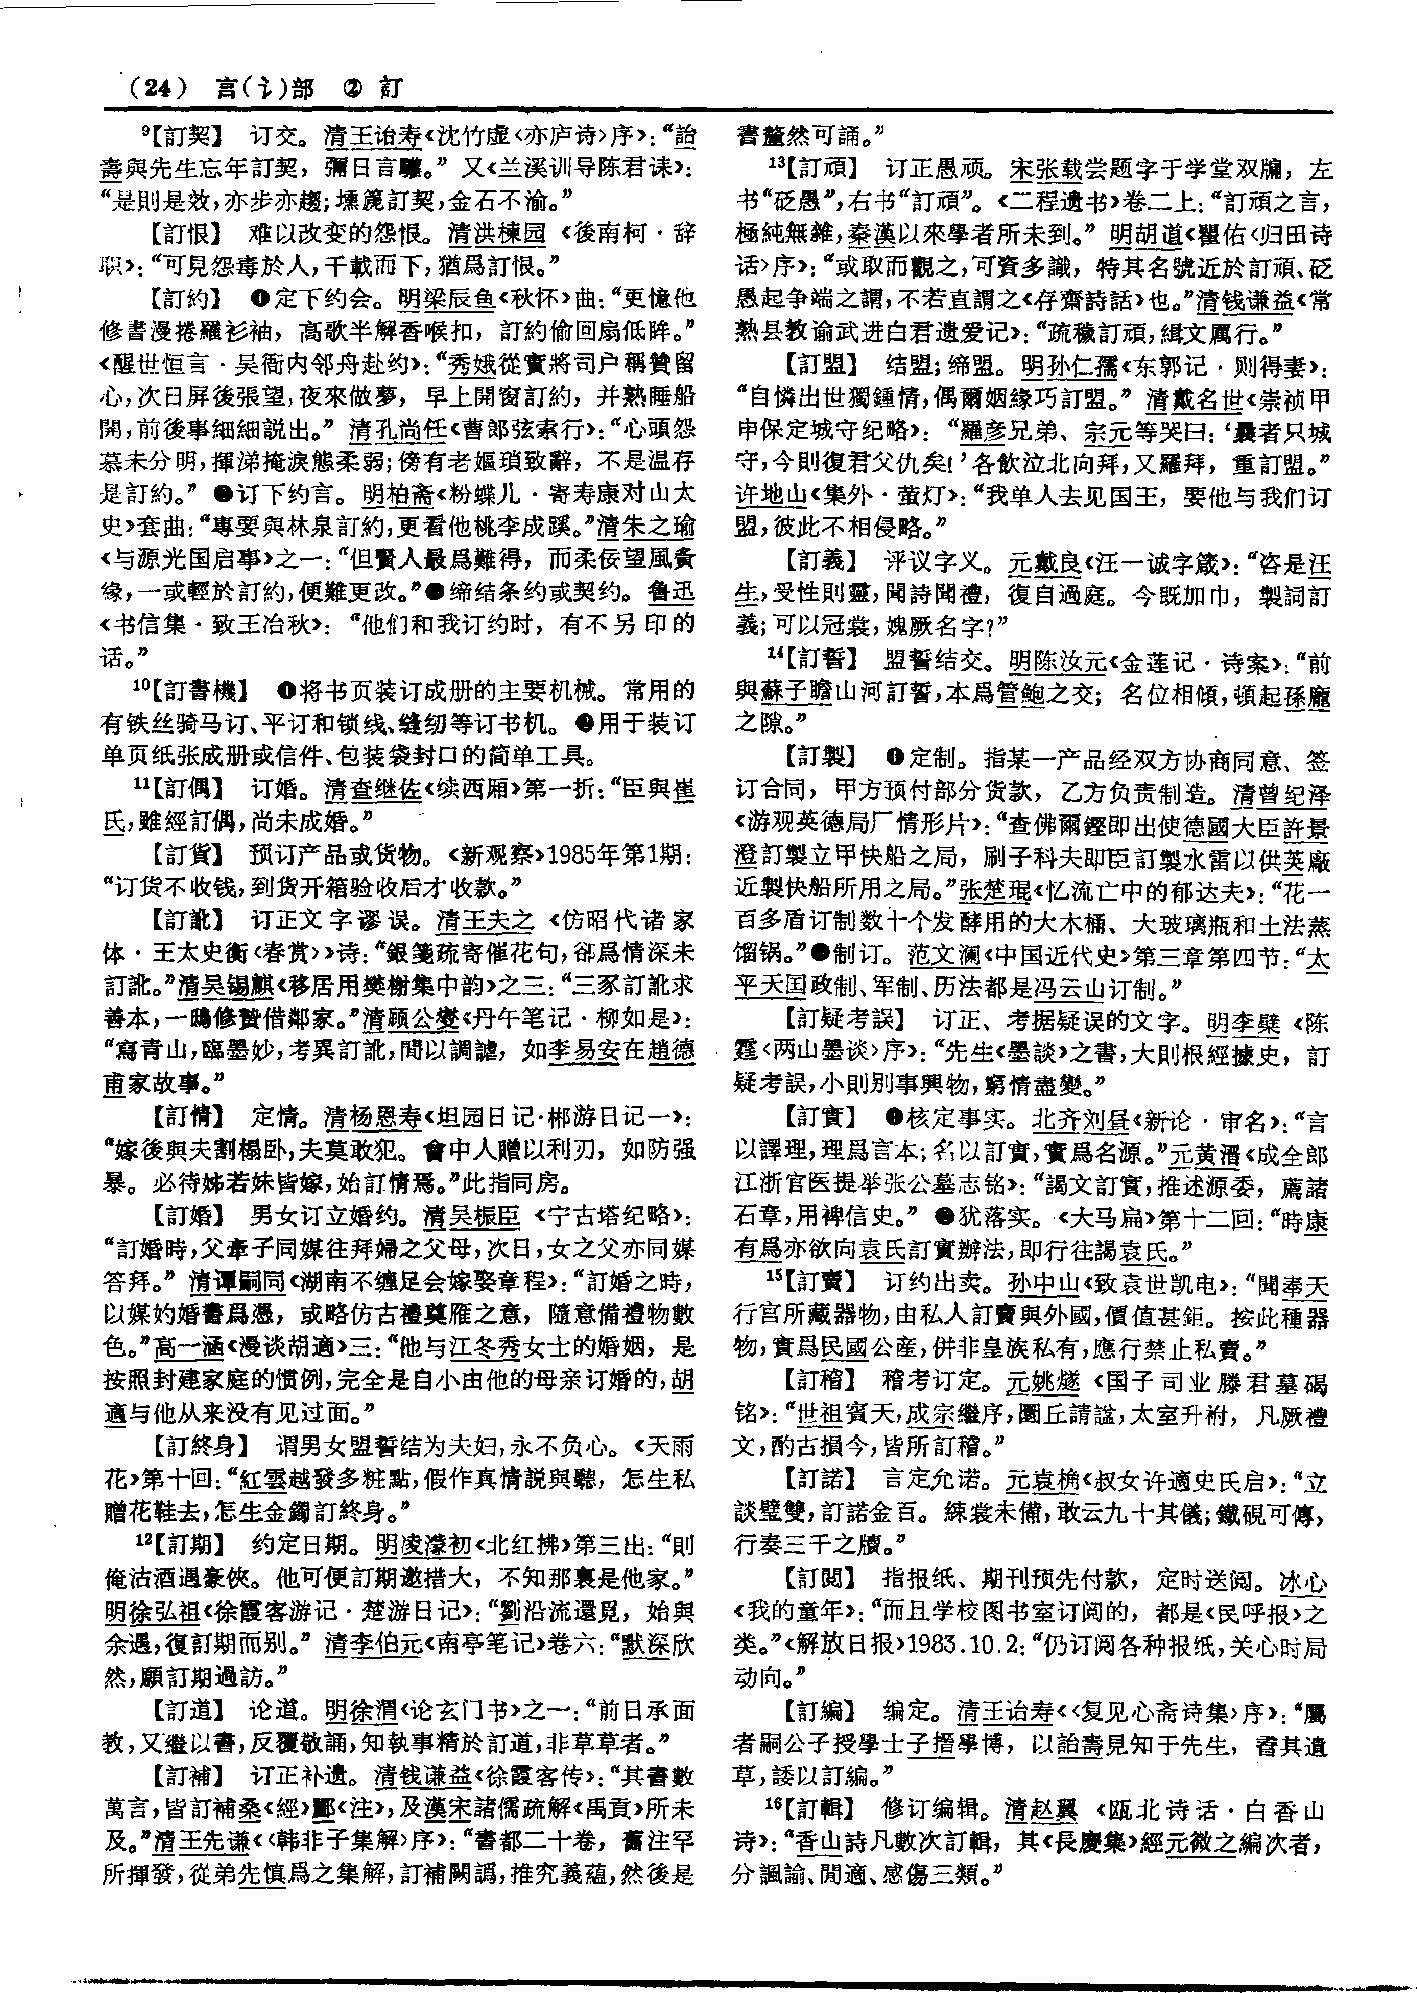 (24) 言(讠)部 ② 訂
⁹【訂契】 订交。清王诒寿《沈竹虚〈亦庐诗〉序》:“詒
壽與先生忘年訂契，彌日言驩。”又《兰溪训导陈君诔》:
“是則是效，亦步亦趨；壎篪訂契，金石不渝。”
【訂恨】 难以改变的怨恨。清洪楝园《後南柯·辞
职》:“可見怨毒於人，千載而下，猶爲訂恨。”
【訂約】 ❶定下约会。明梁辰鱼《秋怀》曲:“更憶他
修書漫捲羅衫袖，高歌半解香喉扣，訂約偷回扇低眸。”
《醒世恒言·吴衙内邻舟赴约》:“秀娥從實將司户稱贊留
心，次日屏後張望，夜來做夢，早上開窗訂約，并熟睡船
開，前後事細細説出。”清孔尚任《曹郎弦索行》:“心頭怨
慕未分明，揮涕掩淚態柔弱；傍有老嫗瑣致辭，不是温存
是訂約。”❷订下约言。明柏斋《粉蝶儿·寄寿康对山太
史》套曲:“專要與林泉訂約，更看他桃李成蹊。”清朱之瑜
《与源光国启事》之一:“但賢人最爲難得，而柔佞望風夤
缘，一或輕於訂約，便難更改。”❸缔结条约或契约。鲁迅
《书信集·致王冶秋》:“他们和我订约时，有不另印的
话。”
¹⁰【訂書機】 ❶将书页装订成册的主要机械。常用的
有铁丝骑马订、平订和锁线、缝纫等订书机。❷用于装订
单页纸张成册或信件、包装袋封口的简单工具。
¹¹【訂偶】 订婚。清查继佐《续西厢》第一折:“臣與崔
氏，雖經訂偶，尚未成婚。”
【訂貨】 预订产品或货物。《新观察》1985年第1期:
“订货不收钱，到货开箱验收后才收款。”
【訂訛】 订正文字谬误。清王夫之《仿昭代诸家
体·王太史衡〈春赏〉》诗:“銀箋疏寄催花句，卻爲情深未
訂訛。”清吴锡麒《移居用樊榭集中韵》之三:“三豕訂訛求
善本，一鴟修贄借鄰家。”清顾公燮《丹午笔记·柳如是》:
“寫青山，臨墨妙，考異訂訛，間以調謔，如李易安在趙德
甫家故事。”
【訂情】 定情。清杨恩寿《坦园日记·郴游日记一》:
“嫁後與夫割榻卧，夫莫敢犯。會中人贈以利刃，如防强
暴。必待姊若妹皆嫁，始訂情焉。”此指同房。
【訂婚】 男女订立婚约。清吴桭臣《宁古塔纪略》:
“訂婚時，父牽子同媒往拜婦之父母，次日，女之父亦同媒
答拜。”清谭嗣同《湖南不缠足会嫁娶章程》:“訂婚之時，
以媒妁婚書爲憑，或略仿古禮奠雁之意，隨意備禮物數
色。”高一涵《漫谈胡適》三:“他与江冬秀女士的婚姻，是
按照封建家庭的惯例，完全是自小由他的母亲订婚的，胡
適与他从来没有见过面。”
【訂終身】 谓男女盟誓结为夫妇，永不负心。《天雨
花》第十回:“紅雲越發多粧點，假作真情説與聽，怎生私
贈花鞋去，怎生金鐲訂終身。”
¹²【訂期】 约定日期。明凌濛初《北红拂》第三出:“則
俺沽酒遇豪俠。他可便訂期邀措大，不知那裏是他家。”
明徐弘祖《徐霞客游记·楚游日记》:“劉沿流還覓，始與
余遇，復訂期而别。”清李伯元《南亭笔记》卷六:“默深欣
然，願訂期過訪。”
【訂道】 论道。明徐渭《论玄门书》之一:“前日承面
教，又繼以書，反覆敬誦，知執事精於訂道，非草草者。”
【訂補】 订正补遗。清钱谦益《徐霞客传》:“其書數
萬言，皆訂補桑《經》酈《注》，及漢宋諸儒疏解《禹貢》所未
及。”清王先谦《〈韩非子集解〉序》:“書都二十卷，舊注罕
所揮發，從弟先慎爲之集解，訂補闕譌，推究義蘊，然後是
書釐然可誦。”
¹³【訂頑】 订正愚顽。宋张载尝题字于学堂双牖，左
书“砭愚”，右书“訂頑”。《二程遗书》卷二上:“訂頑之言，
極純無雜，秦漢以來學者所未到。”明胡道《瞿佑〈归田诗
话〉序》:“或取而觀之，可資多識，特其名號近於訂頑、砭
愚起争端之謂，不若直謂之《存齋詩話》也。”清钱谦益《常
熟县教谕武进白君遗爱记》:“疏穢訂頑，緝文厲行。”
【訂盟】 结盟；缔盟。明孙仁孺《东郭记·则得妻》:
“自憐出世獨鍾情，偶爾姻緣巧訂盟。”清戴名世《崇祯甲
申保定城守纪略》:“羅彦兄弟、宗元等哭曰:‘曩者只城
守，今則復君父仇矣！’各飲泣北向拜，又羅拜，重訂盟。”
许地山《集外·萤灯》:“我单人去见国王，要他与我们订
盟，彼此不相侵略。”
【訂義】 评议字义。元戴良《汪一诚字箴》:“咨是汪
生，受性則靈，聞詩聞禮，復自過庭。今既加巾，製詞訂
義；可以冠裳，媿厥名字？”
¹⁴【訂誓】 盟誓结交。明陈汝元《金莲记·诗案》:“前
與蘇子瞻山河訂誓，本爲管鮑之交；名位相傾，頓起孫龐
之隙。”
【訂製】 ❶定制。指某一产品经双方协商同意、签
订合同，甲方预付部分货款，乙方负责制造。清曾纪泽
《游观英德局厂情形片》:“查佛爾鏗即出使德國大臣許景
澄訂製立甲快船之局，刷子科夫即臣訂製水雷以供英廠
近製快船所用之局。”张楚琨《忆流亡中的郁达夫》:“花一
百多盾订制数十个发酵用的大木桶、大玻璃瓶和土法蒸
馏锅。”❷制订。范文澜《中国近代史》第三章第四节:“太
平天国政制、军制、历法都是冯云山订制。”
【訂疑考誤】 订正、考据疑误的文字。明李檗《陈
霆〈两山墨谈〉序》:“先生《墨談》之書，大則根經據史，訂
疑考誤，小則别事興物，窮情盡變。”
【訂實】 ❶核定事实。北齐刘昼《新论·审名》:“言
以譯理，理爲言本；名以訂實，實爲名源。”元黄溍《成全郎
江浙官医提举张公墓志铭》:“謁文訂實，推述源委，鑱諸
石章，用裨信史。”❷犹落实。《大马扁》第十二回:“時康
有爲亦欲向袁氏訂實辦法，即行往謁袁氏。”
¹⁵【訂賣】 订约出卖。孙中山《致袁世凯电》:“聞奉天
行宫所藏器物，由私人訂賣與外國，價值甚鉅。按此種器
物，實爲民國公産，併非皇族私有，應行禁止私賣。”
【訂稽】 稽考订定。元姚燧《国子司业滕君墓碣
铭》:“世祖賓天，成宗繼序，圜丘請謚，太室升祔，凡厥禮
文，酌古損今，皆所訂稽。”
【訂諾】 言定允诺。元袁桷《叔女许適史氏启》:“立
談璧雙，訂諾金百。練裳未備，敢云九十其儀；鐵硯可傳，
行奏三千之牘。”
【訂閲】 指报纸、期刊预先付款，定时送阅。冰心
《我的童年》:“而且学校图书室订阅的，都是《民呼报》之
类。”《解放日报》1983.10.2:“仍订阅各种报纸，关心时局
动向。”
【訂編】 编定。清王诒寿《〈复见心斋诗集〉序》:“屬
者嗣公子授學士子搢學博，以詒壽見知于先生，睿其遺
草，諉以訂編。”
¹⁶【訂輯】 修订编辑。清赵翼《瓯北诗话·白香山
诗》:“香山詩凡數次訂輯，其《長慶集》經元微之編次者，
分諷諭、閒適、感傷三類。”